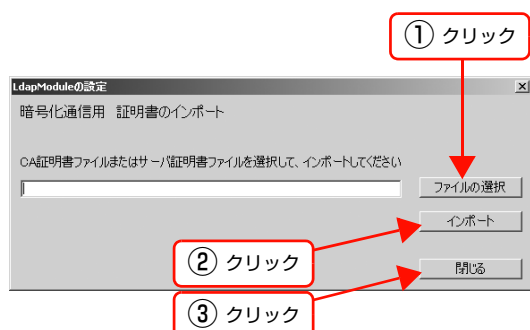 ① クリック
LdapModuleの設定
暗号化通信用 証明書のインポート
CA証明書ファイルまたはサーバ証明書ファイルを選択して、インポートしてください
ファイルの選択
インポート
② クリック
閉じる
③ クリック